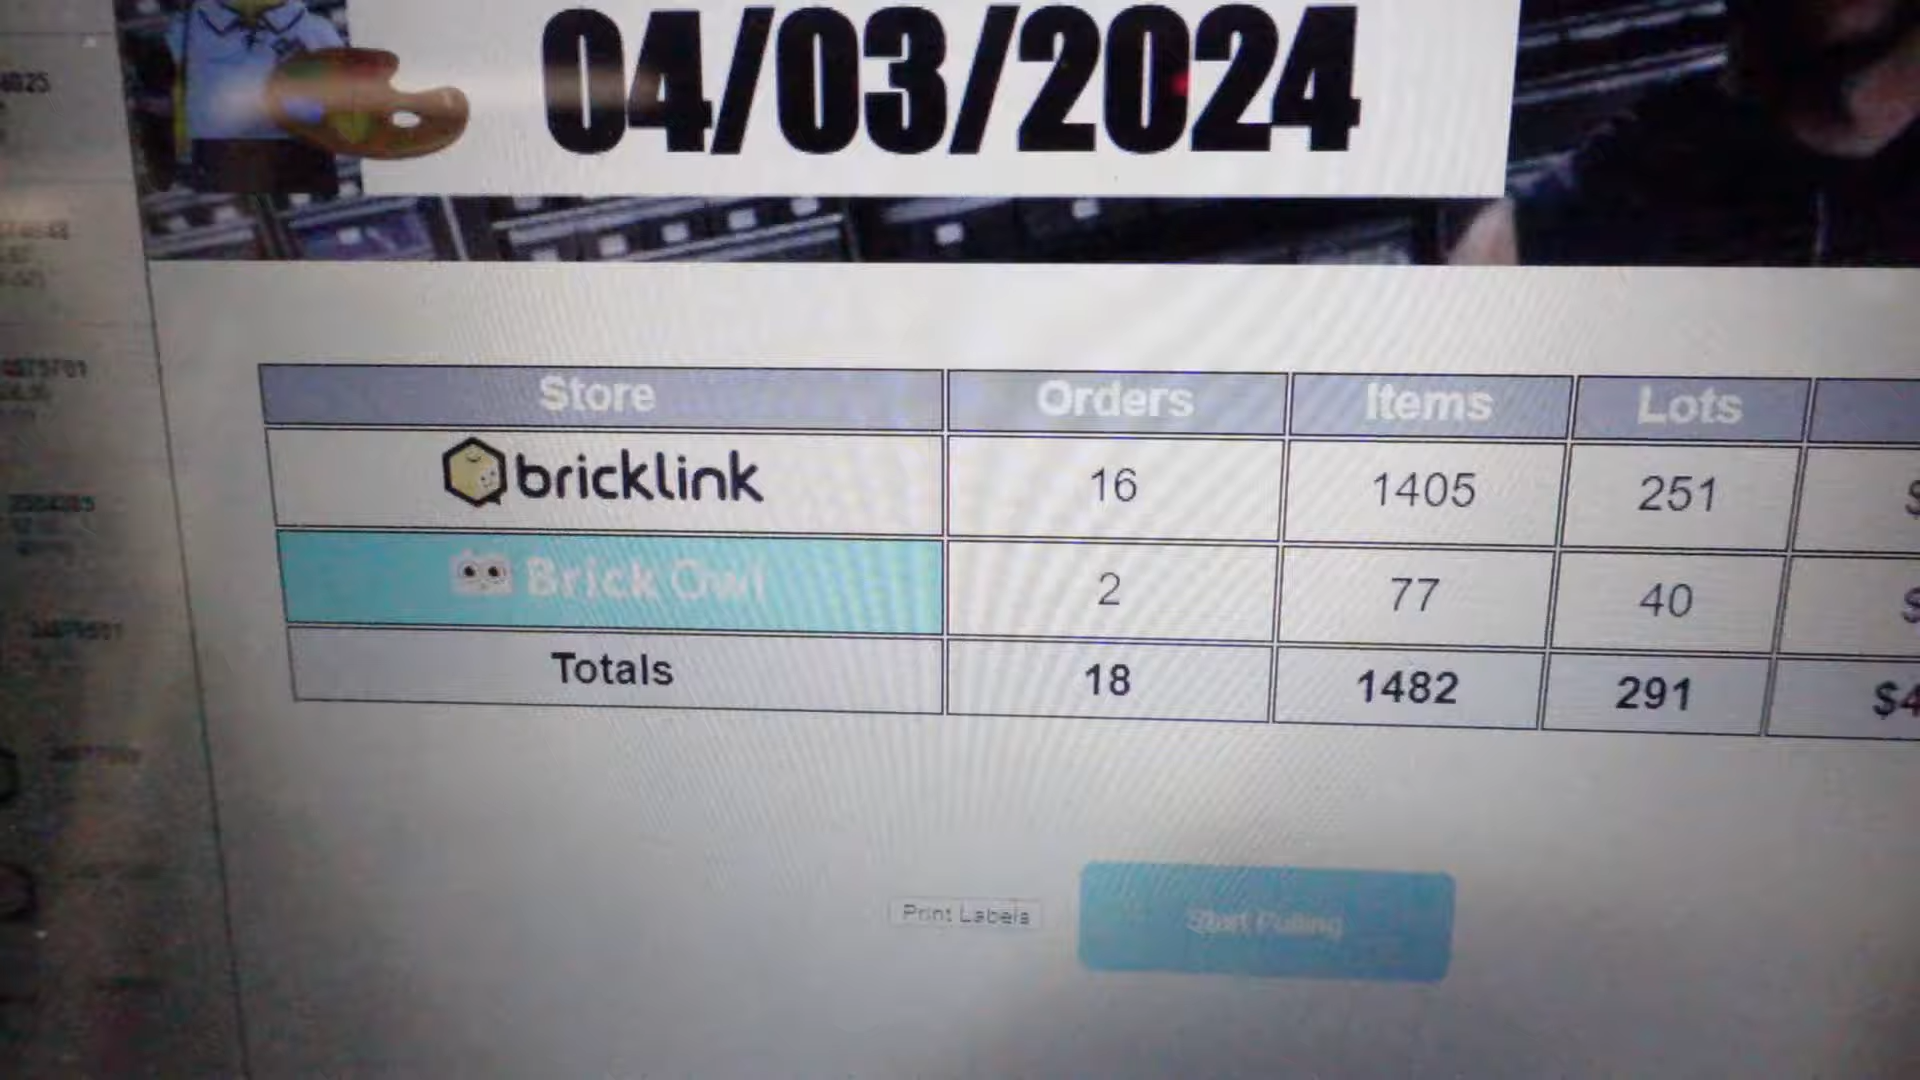 04/03/2024
Store Orders Items Lots
bricklink 16 1405 251 $
Brick Owl 2 77 40 $
Totals 18 1482 291 $4
Print Labels Start Pulling